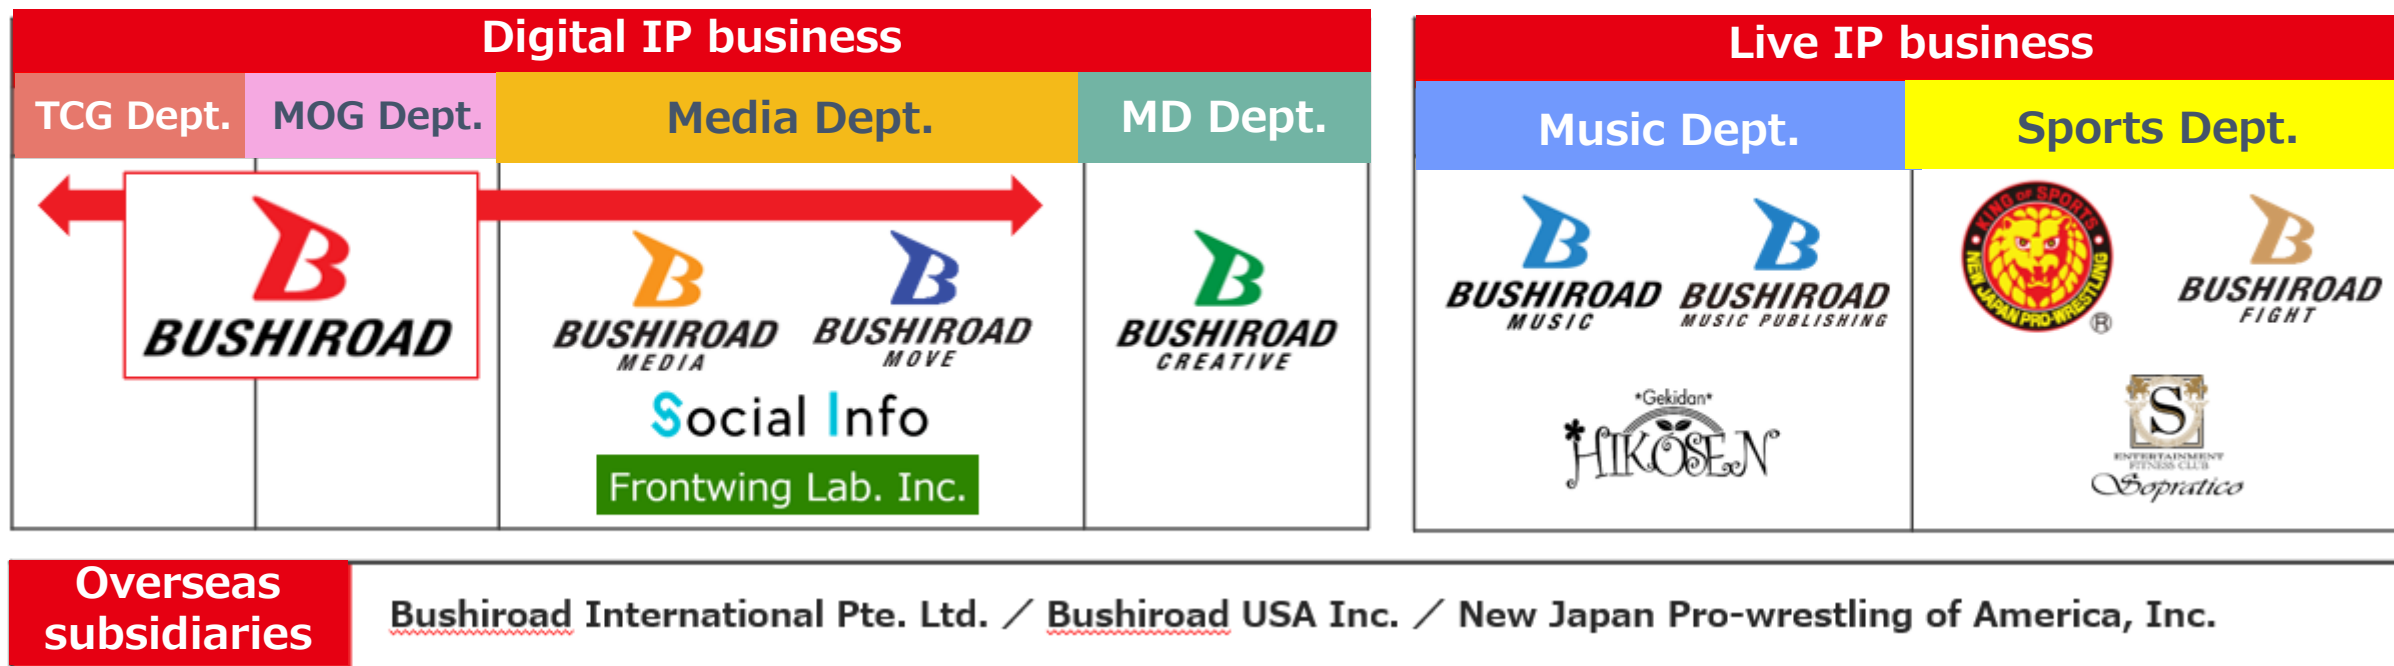 Digital IP business
TCG Dept.
MOG Dept.
Media Dept.
MD Dept.
BUSHIROAD
BUSHIROAD
MEDIA
BUSHIROAD
MOVE
Social Info
Frontwing Lab. Inc.
BUSHIROAD
CREATIVE
Live IP business
Music Dept.
Sports Dept.
BUSHIROAD
MUSIC
BUSHIROAD
MUSIC PUBLISHING
*Gekidan*
HIKOSEN
KING OF SPORTS
NEW JAPAN PRO-WRESTLING
®
BUSHIROAD
FIGHT
S
ENTERTAINMENT
FITNESS CLUB
Sopratico
Overseas
subsidiaries
Bushiroad International Pte. Ltd. ／ Bushiroad USA Inc. ／ New Japan Pro-wrestling of America, Inc.